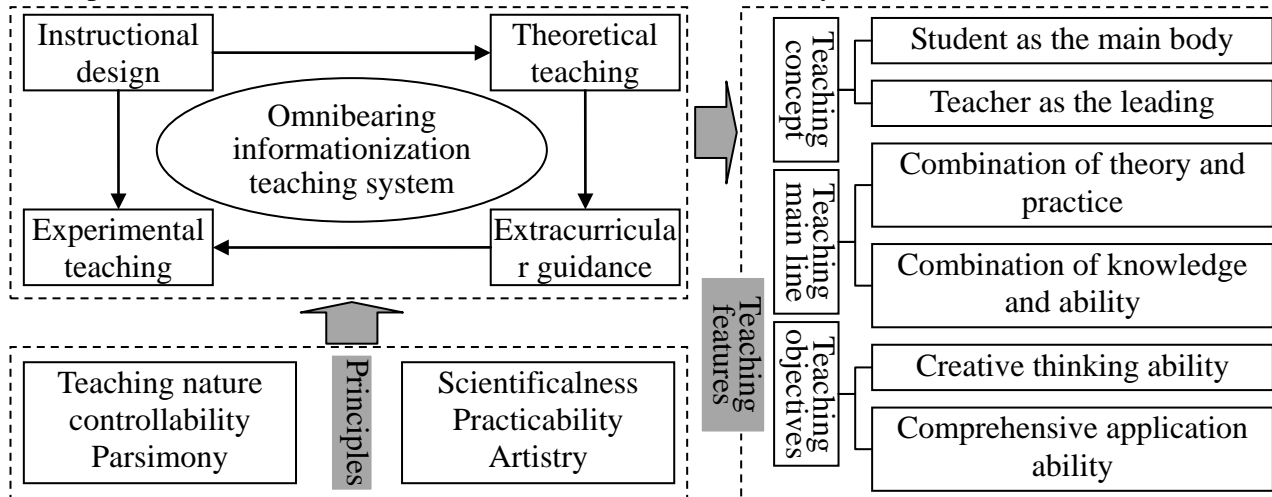 Instructional
design
Theoretical
teaching
Omnibearing
informationization
teaching system
Experimental
teaching
Extracurricula
r guidance
Teaching nature
controllability
Parsimony
Principles
Scientificalness
Practicability
Artistry
Teaching
features
Teaching
concept
Student as the main body
Teacher as the leading
Teaching
main line
Combination of theory and
practice
Combination of knowledge
and ability
Teaching
objectives
Creative thinking ability
Comprehensive application
ability